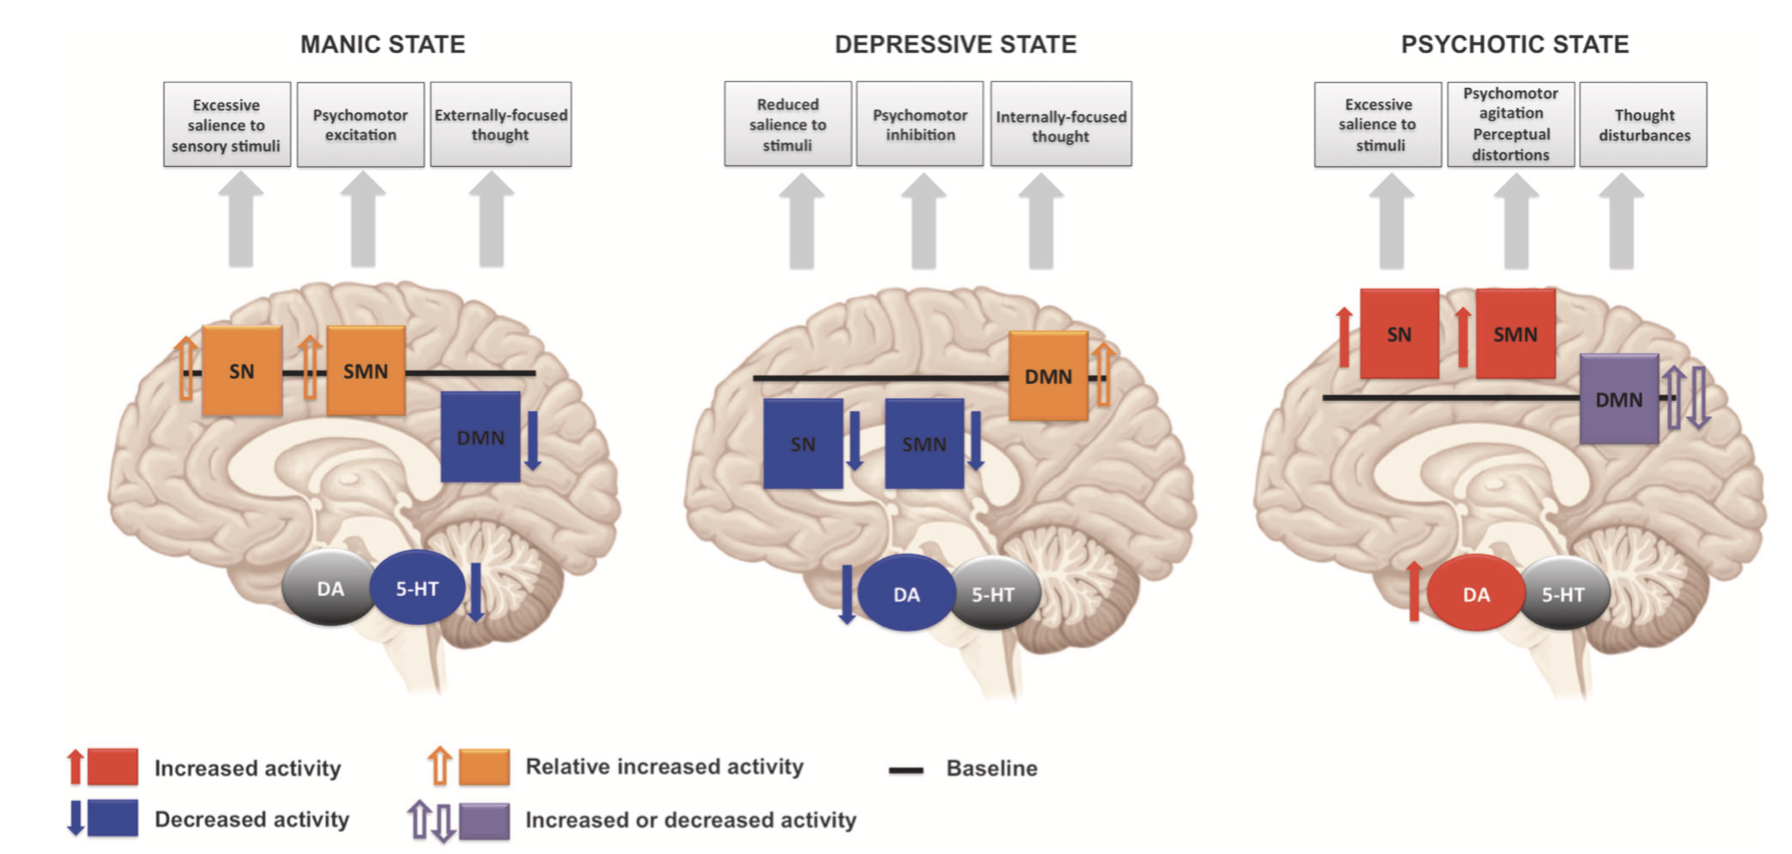 MANIC STATE
Excessive
salience to
sensory stimuli
Psychomotor
excitation
Externally-focused
thought
SN
SMN
DMN
DA
5-HT
DEPRESSIVE STATE
Reduced
salience to
stimuli
Psychomotor
inhibition
Internally-focused
thought
DMN
SN
SMN
DA
5-HT
PSYCHOTIC STATE
Excessive
salience to
stimuli
Psychomotor
agitation
Perceptual
distortions
Thought
disturbances
SN
SMN
DMN
DA
5-HT
Increased activity
Relative increased activity
Baseline
Decreased activity
Increased or decreased activity